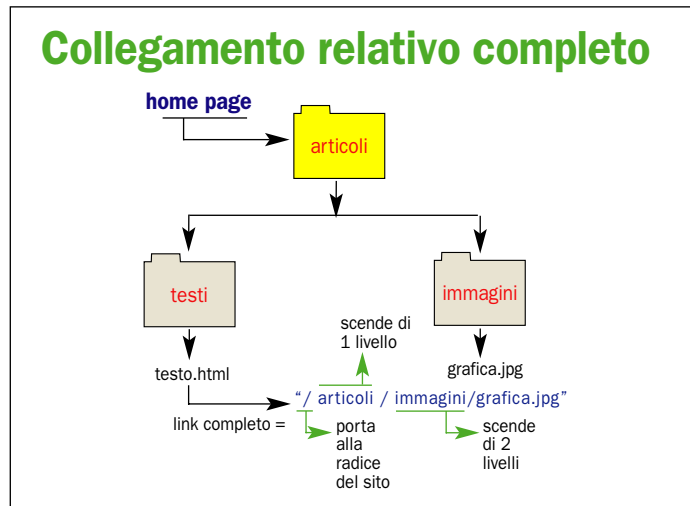 Collegamento relativo completo
home page
articoli
testi
immagini
scende di
1 livello
testo.html
grafica.jpg
“/ articoli / immagini/grafica.jpg”
link completo =
porta
alla
radice
del sito
scende
di 2
livelli